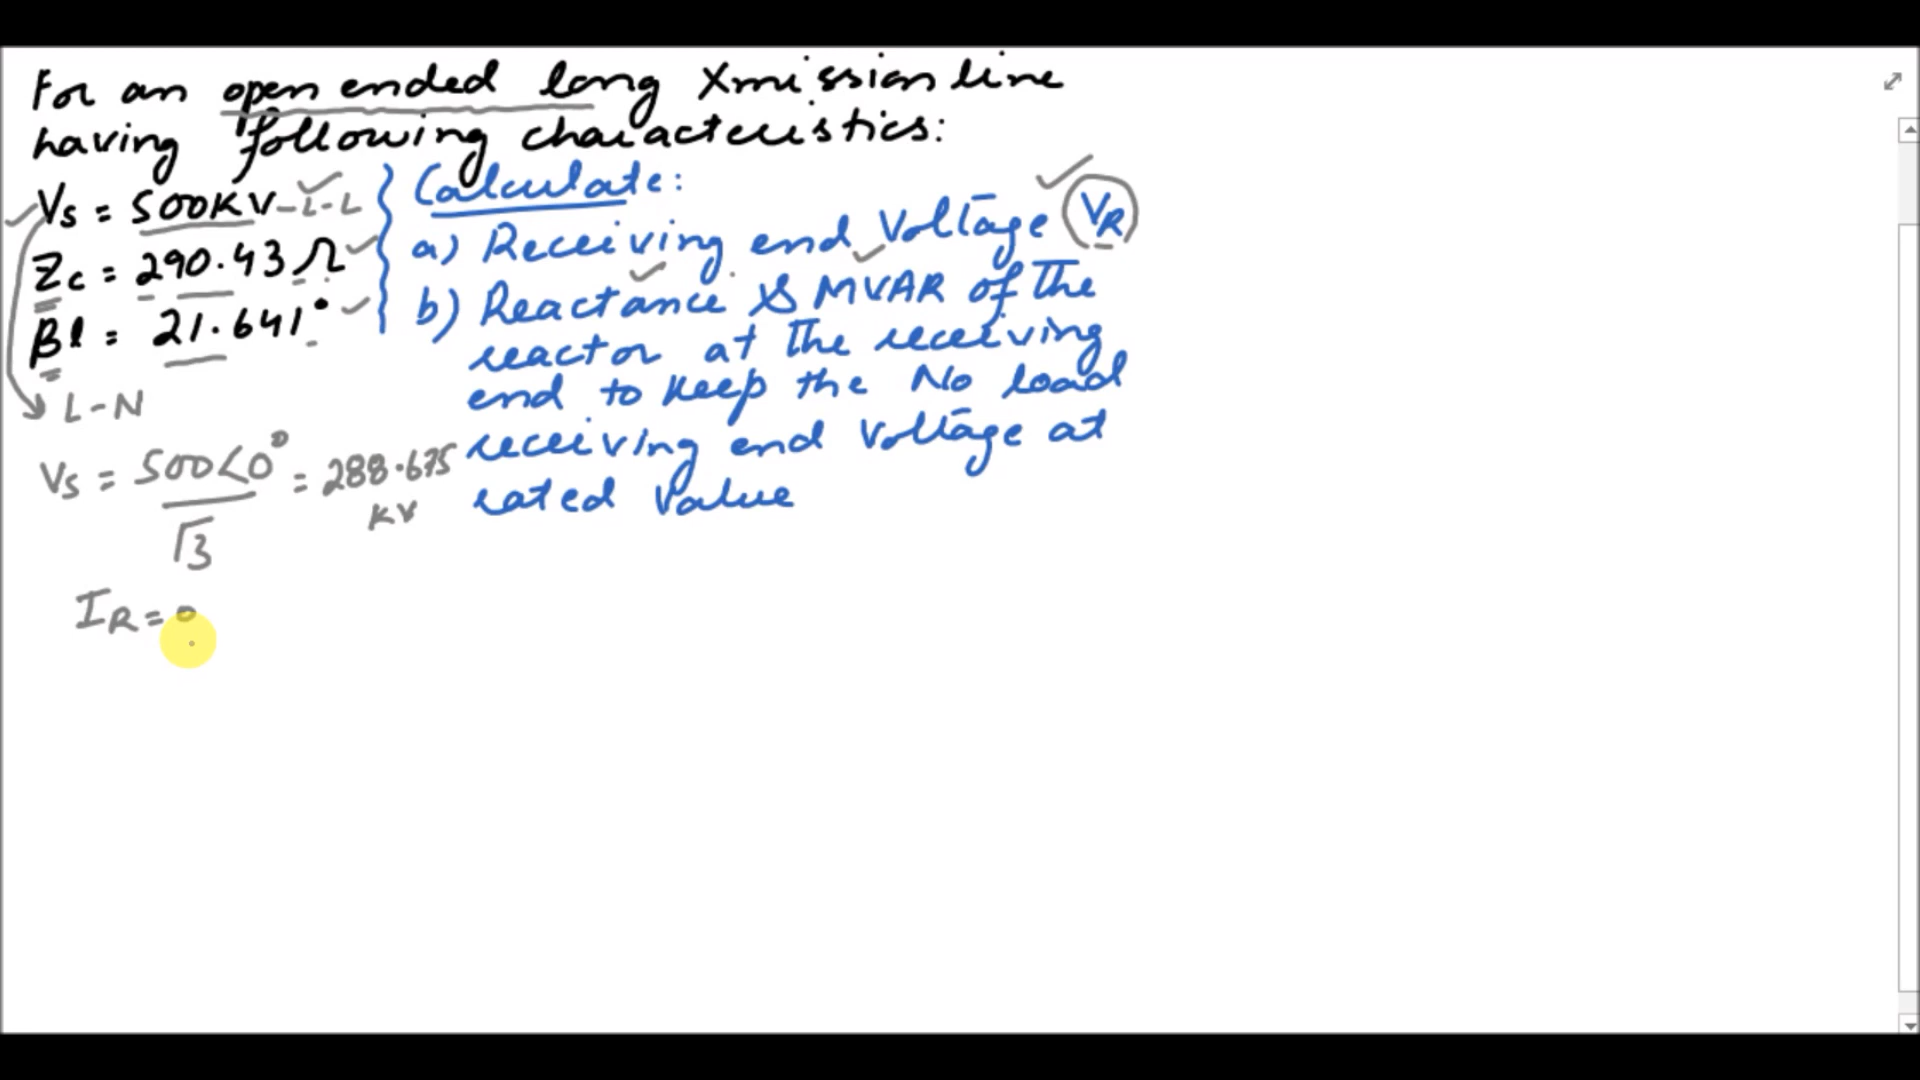 For an open ended long Xmission line
having following characteristics:
Vs = 500KV - L-L
Zc = 290.43 Ω
βl = 21.641°
L-N
Vs = 500<0° / √3 = 288.675 KV
IR = 0
Calculate:
a) Receiving end Voltage VR
b) Reactance & MVAR of the
reactor at the receiving
end to keep the No load
receiving end Voltage at
rated Value